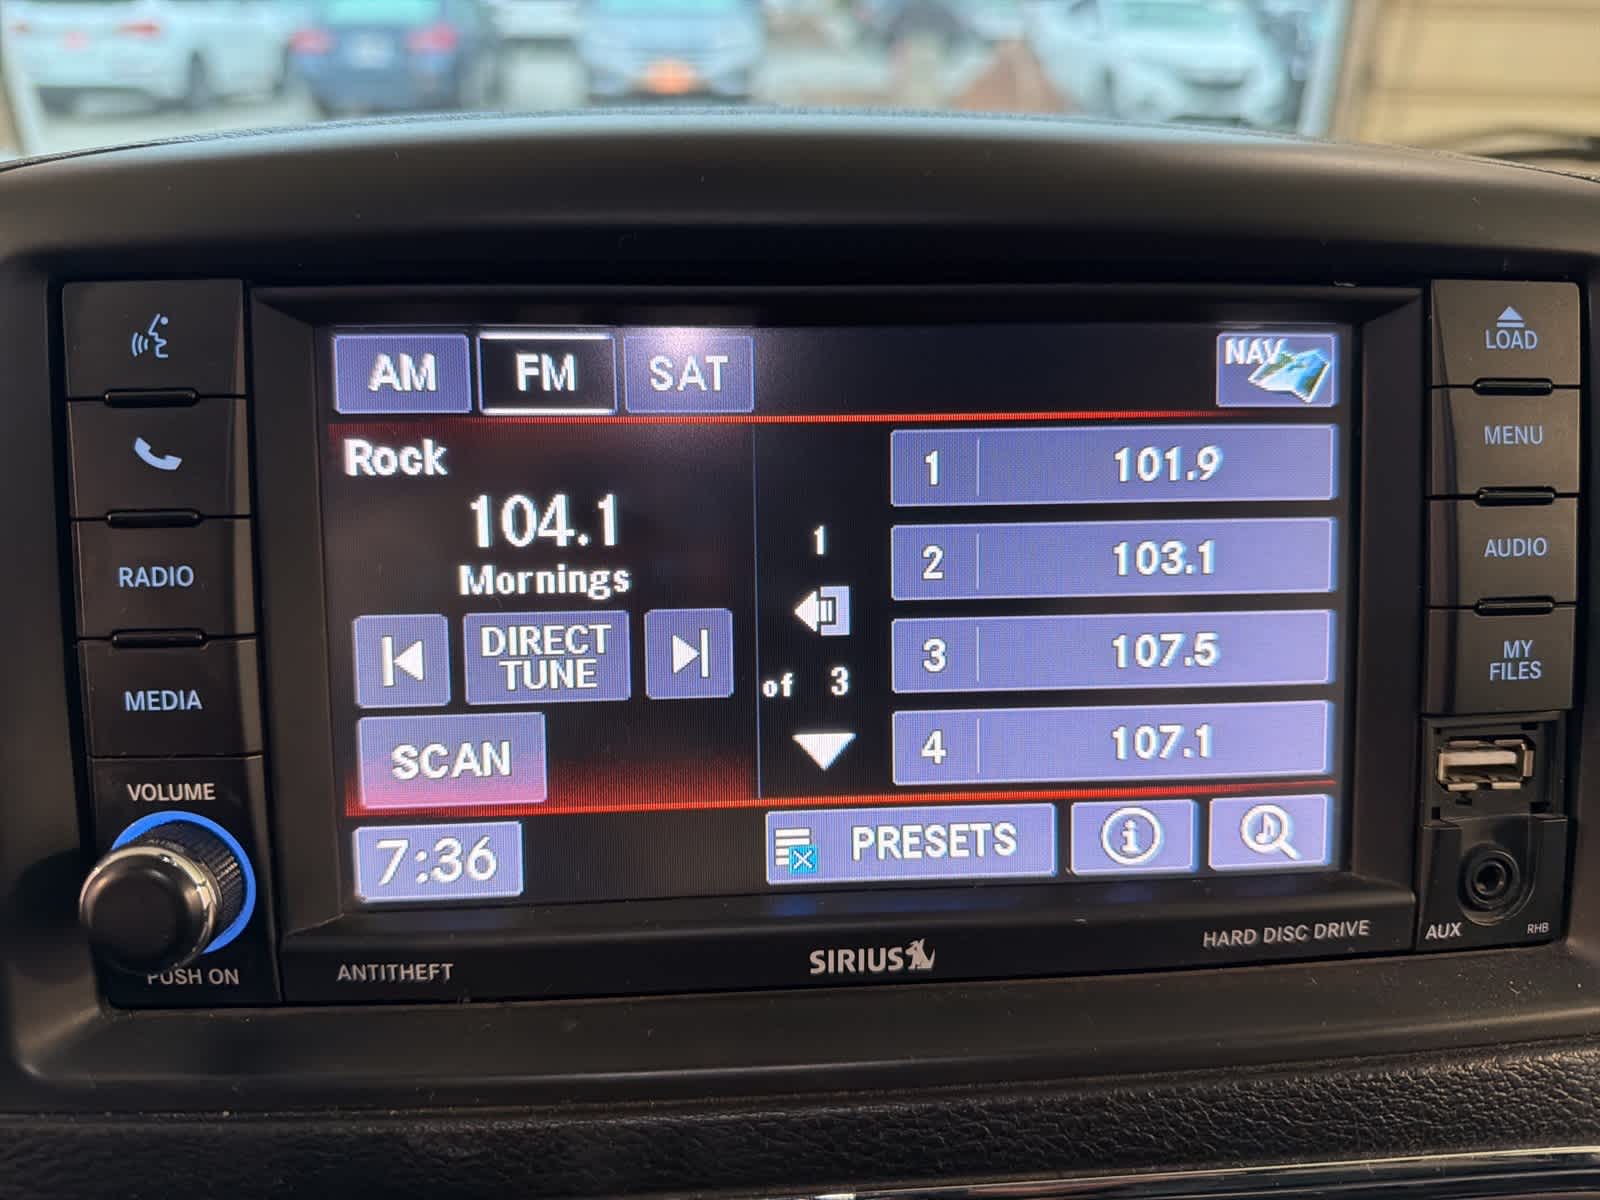 AM
FM
SAT
NAV
Rock
104.1
Mornings
DIRECT
TUNE
SCAN
7:36
1
of 3
1 101.9
2 103.1
3 107.5
4 107.1
PRESETS
i
RADIO
MEDIA
VOLUME
PUSH ON
LOAD
MENU
AUDIO
MY
FILES
AUX
RHB
ANTITHEFT
SIRIUS
HARD DISC DRIVE